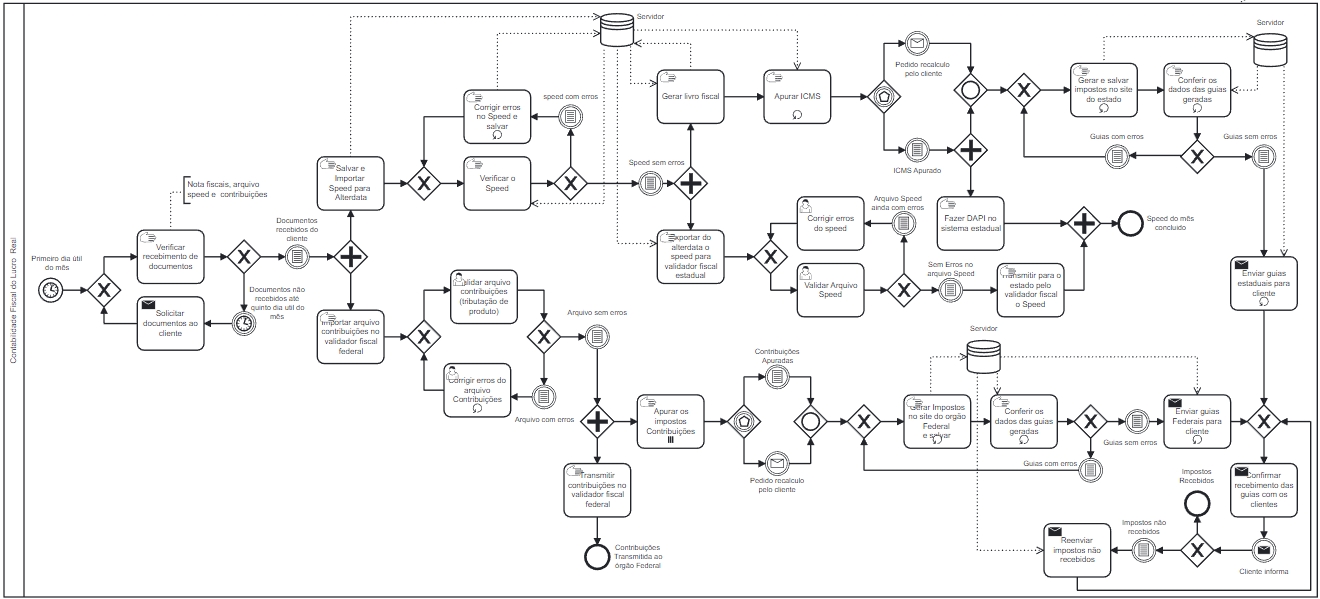 Contabilidade Fiscal do Lucro Real
Primeiro dia útil
do mês
Verificar
recebimento de
documentos
Nota fiscais, arquivo
speed e contribuições
Solicitar
documentos ao
cliente
Documentos
recebidos do
cliente
Documentos não
recebidos até
quinto dia útil do
mês
Salvar e
Importar
Speed para
Alterdata
Importar arquivo
contribuições no
validador fiscal
federal
Corrigir erros
no Speed e
salvar
speed com erros
Verificar o
Speed
Speed sem erros
Servidor
Gerar livro fiscal
Apurar ICMS
Pedido recalculo
pelo cliente
ICMS Apurado
Gerar e salvar
impostos no site
do estado
Conferir os
dados das guias
geradas
Servidor
Guias com erros
Guias sem erros
Exportar do
alterdata o
speed para
validador fiscal
estadual
Corrigir erros
do speed
Arquivo Speed
ainda com erros
Validar Arquivo
Speed
Sem Erros no
arquivo Speed
Fazer DAPI no
sistema estadual
Transmitir para o
estado pelo
validador fiscal
o Speed
Speed do mês
concluido
Enviar guias
estaduais para
cliente
Validar arquivo
contribuições
(tributação de
produto)
Corrigir erros do
arquivo
Contribuições
Arquivo sem erros
Arquivo com erros
Apurar os
impostos
Contribuições
Transmitir
contribuições no
validador fiscal
federal
Contribuições
Transmitida ao
órgão Federal
Contribuições
Apuradas
Pedido recalculo
pelo cliente
Servidor
Gerar Impostos
no site do orgão
Federal
e salvar
Conferir os
dados das guias
geradas
Guias sem erros
Guias com erros
Enviar guias
Federais para
cliente
Confirmar
recebimento das
guias com os
clientes
Cliente informa
Impostos
Recebidos
Impostos não
recebidos
Reenviar
impostos não
recebidos